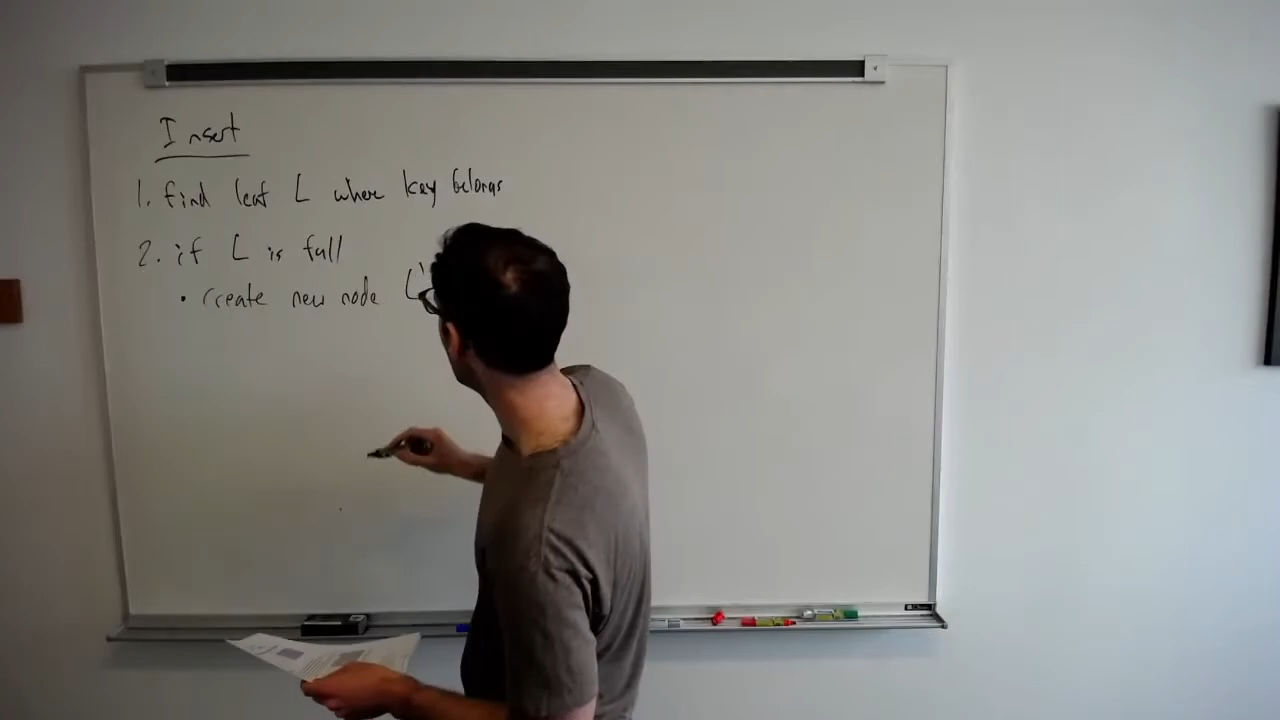 Insert
1. find leaf L where key belongs
2. if L is full
• create new node L'